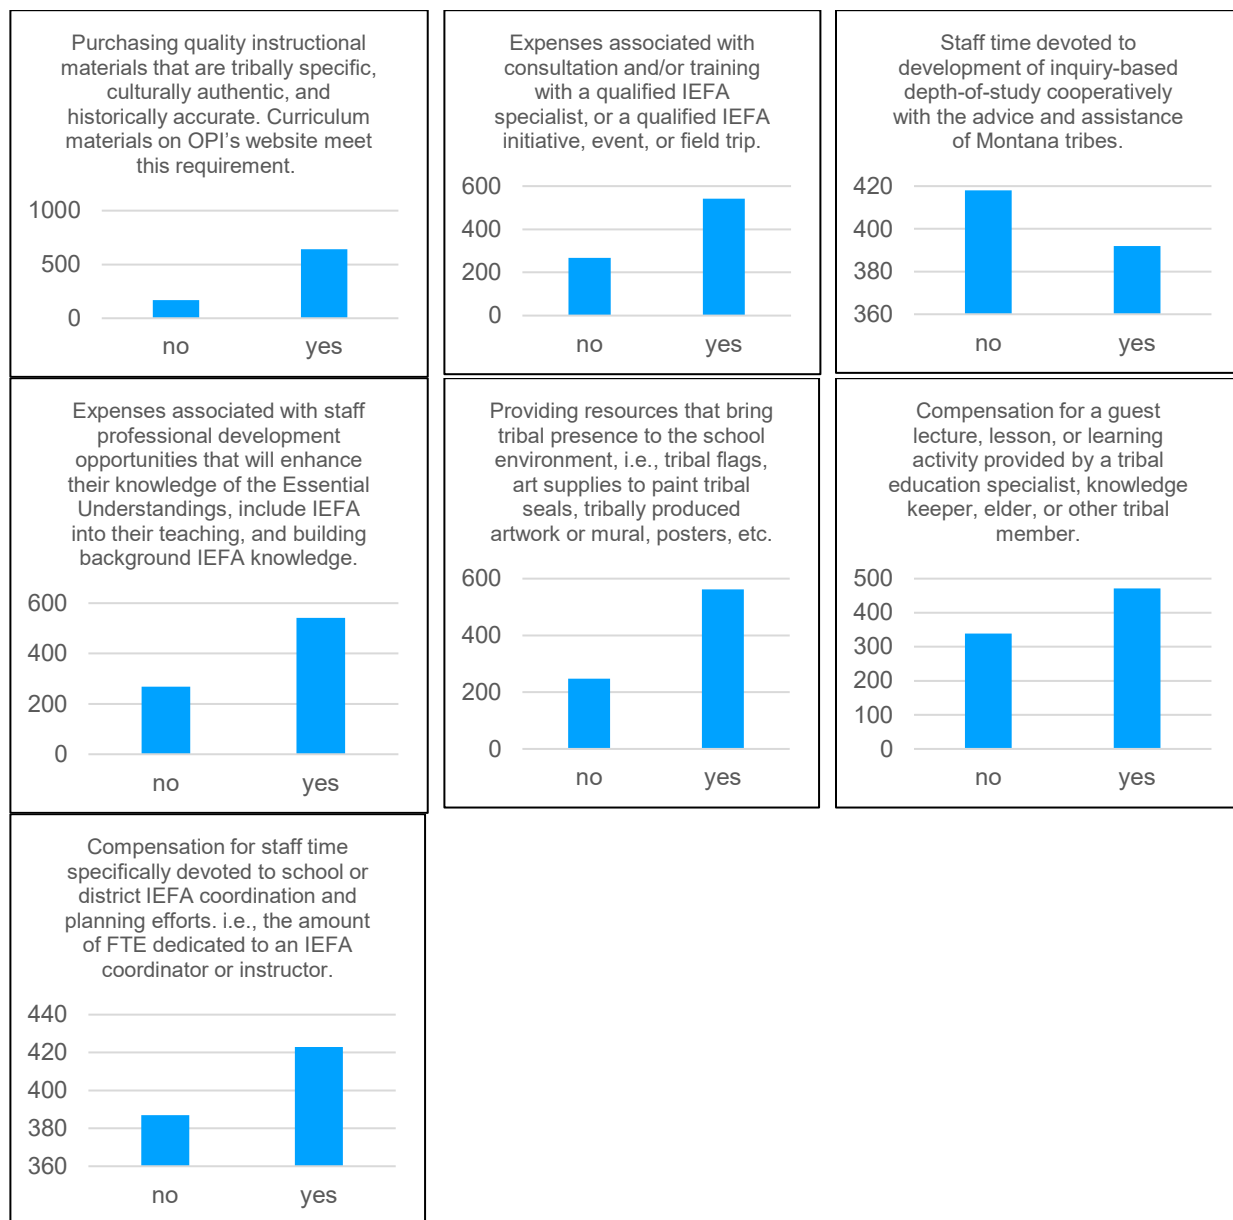 Purchasing quality instructional
materials that are tribally specific,
culturally authentic, and
historically accurate. Curriculum
materials on OPI’s website meet
this requirement.
1000
500
0
no yes
Expenses associated with
consultation and/or training
with a qualified IEFA
specialist, or a qualified IEFA
initiative, event, or field trip.
600
400
200
0
no yes
Staff time devoted to
development of inquiry-based
depth-of-study cooperatively
with the advice and assistance
of Montana tribes.
420
400
380
360
no yes
Expenses associated with staff
professional development
opportunities that will enhance
their knowledge of the Essential
Understandings, include IEFA
into their teaching, and building
background IEFA knowledge.
600
400
200
0
no yes
Providing resources that bring
tribal presence to the school
environment, i.e., tribal flags,
art supplies to paint tribal
seals, tribally produced
artwork or mural, posters, etc.
600
400
200
0
no yes
Compensation for a guest
lecture, lesson, or learning
activity provided by a tribal
education specialist, knowledge
keeper, elder, or other tribal
member.
500
400
300
200
100
0
no yes
Compensation for staff time
specifically devoted to school or
district IEFA coordination and
planning efforts. i.e., the amount
of FTE dedicated to an IEFA
coordinator or instructor.
440
420
400
380
360
no yes